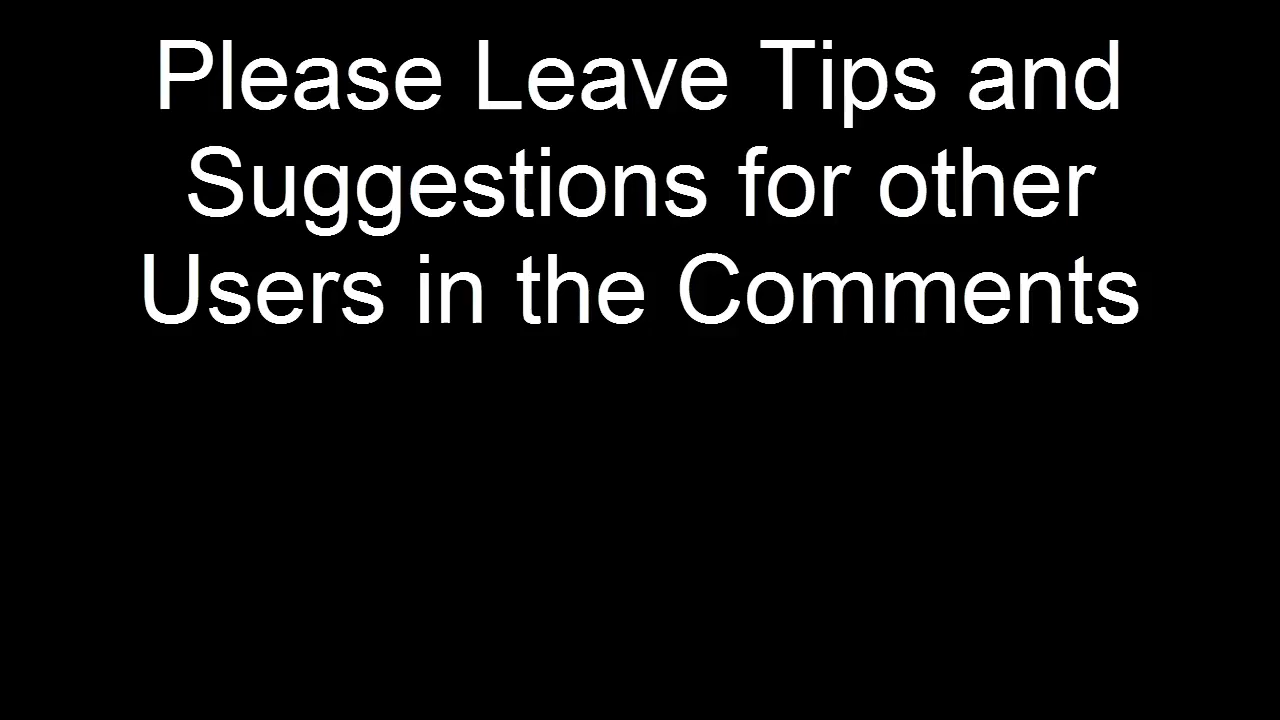 Please Leave Tips and
Suggestions for other
Users in the Comments